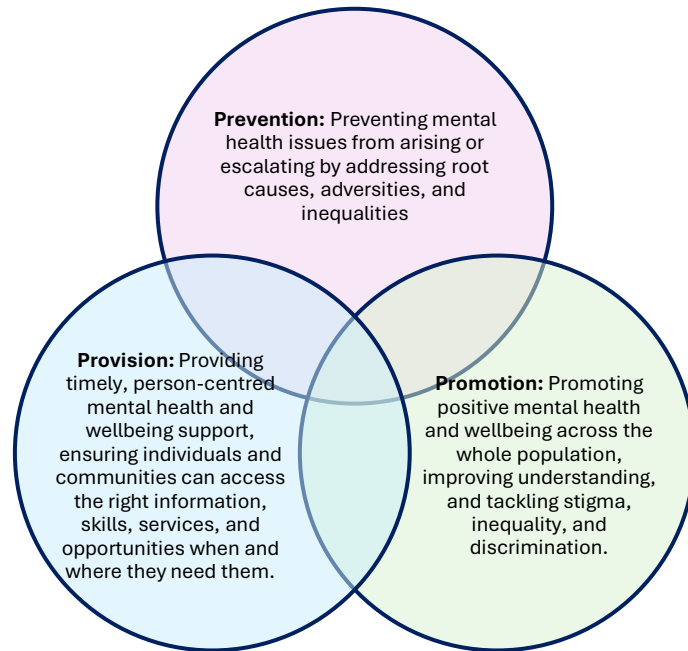 Prevention: Preventing mental
health issues from arising or
escalating by addressing root
causes, adversities, and
inequalities
Provision: Providing
timely, person-centred
mental health and
wellbeing support,
ensuring individuals and
communities can access
the right information,
skills, services, and
opportunities when and
where they need them.
Promotion: Promoting
positive mental health
and wellbeing across the
whole population,
improving understanding,
and tackling stigma,
inequality, and
discrimination.